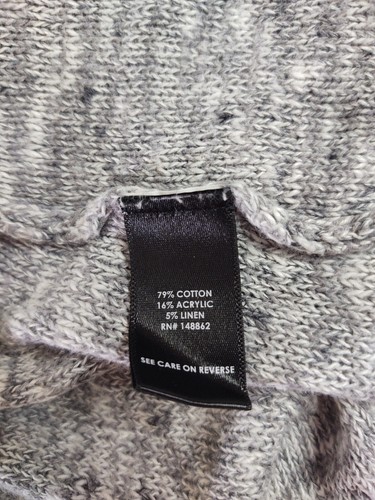 79% COTTON
16% ACRYLIC
5% LINEN
RN# 148862
SEE CARE ON REVERSE